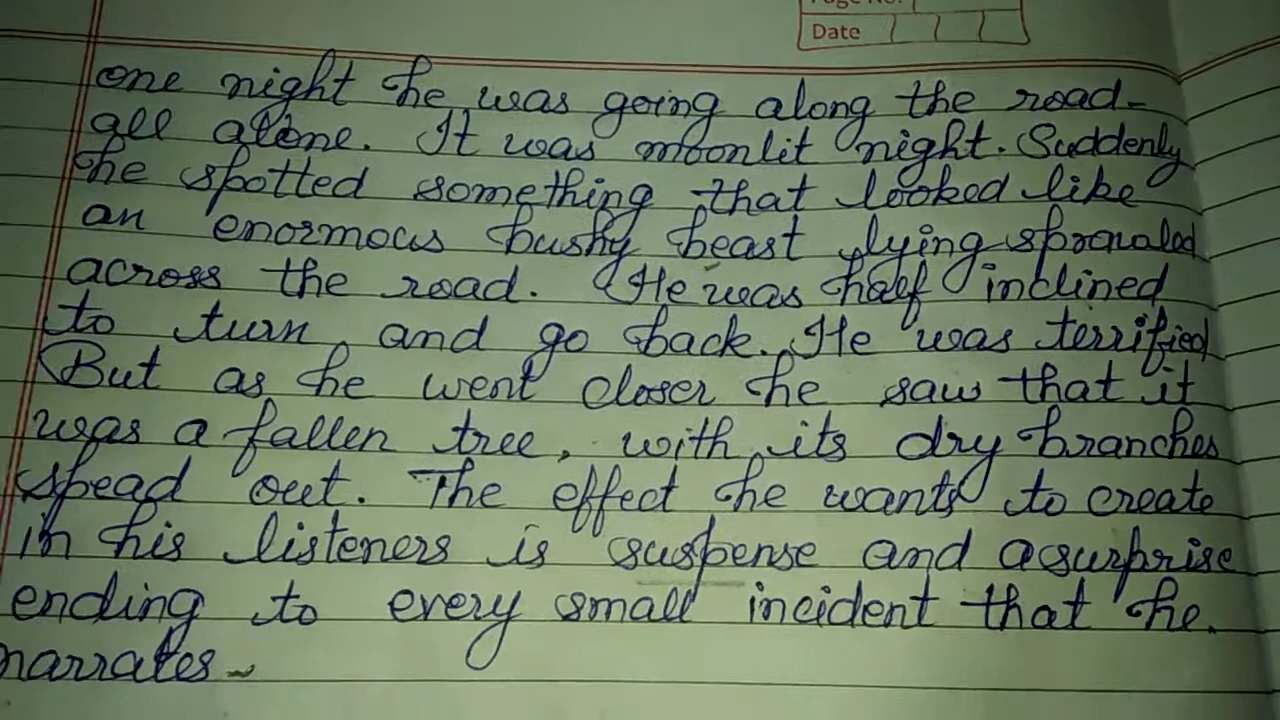 Page No.
Date
one night he was going along the road-
all alone. It was moonlit night. Suddenly
he spotted something that looked like
an enormous bushy beast lying sprowaled
across the road. He was half inclined
to turn and go back. He was terrified
But as he went closer he saw that it
was a fallen tree, with its dry branches
spead out. The effect he wants to create
in his listeners is suspense and a surprise
ending to every small incident that he
narrates-